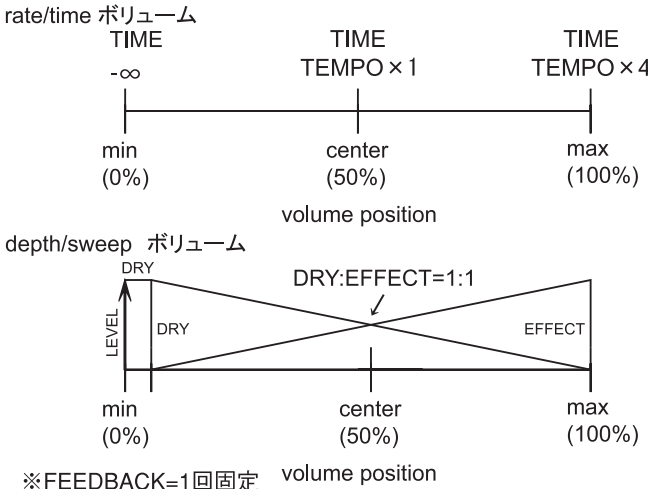 rate/time ボリューム
TIME TIME TIME
-∞ TEMPO×1 TEMPO×4
min center max
(0%) (50%) (100%)
volume position
depth/sweep ボリューム
DRY
DRY:EFFECT=1:1
LEVEL
DRY
EFFECT
min center max
(0%) (50%) (100%)
※FEEDBACK=1回固定 volume position